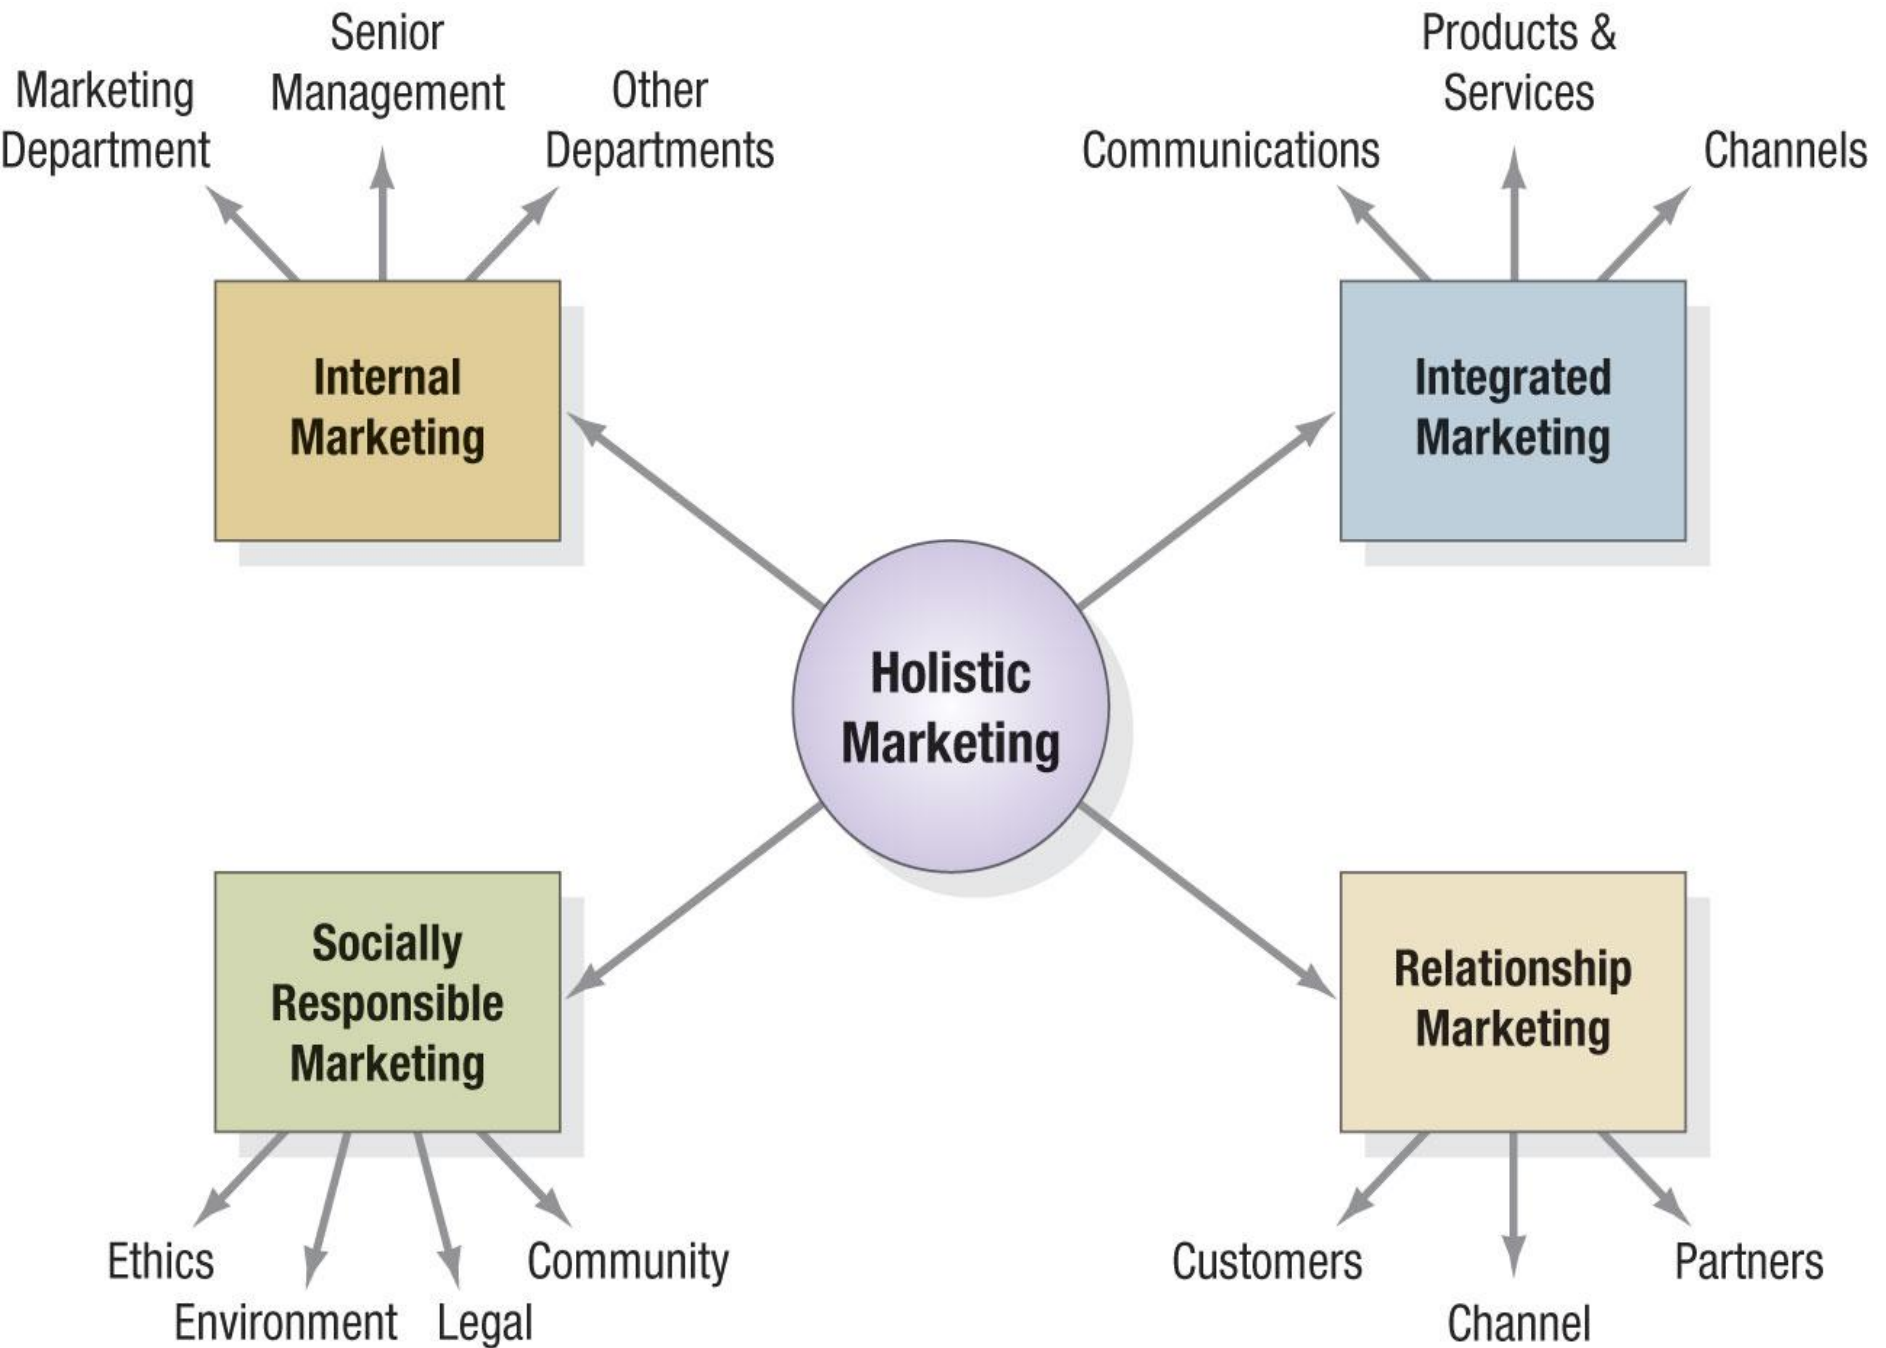 Senior
Management
Marketing
Department
Other
Departments
Products &
Services
Communications
Channels
Internal
Marketing
Integrated
Marketing
Holistic
Marketing
Socially
Responsible
Marketing
Relationship
Marketing
Ethics
Environment
Legal
Community
Customers
Channel
Partners